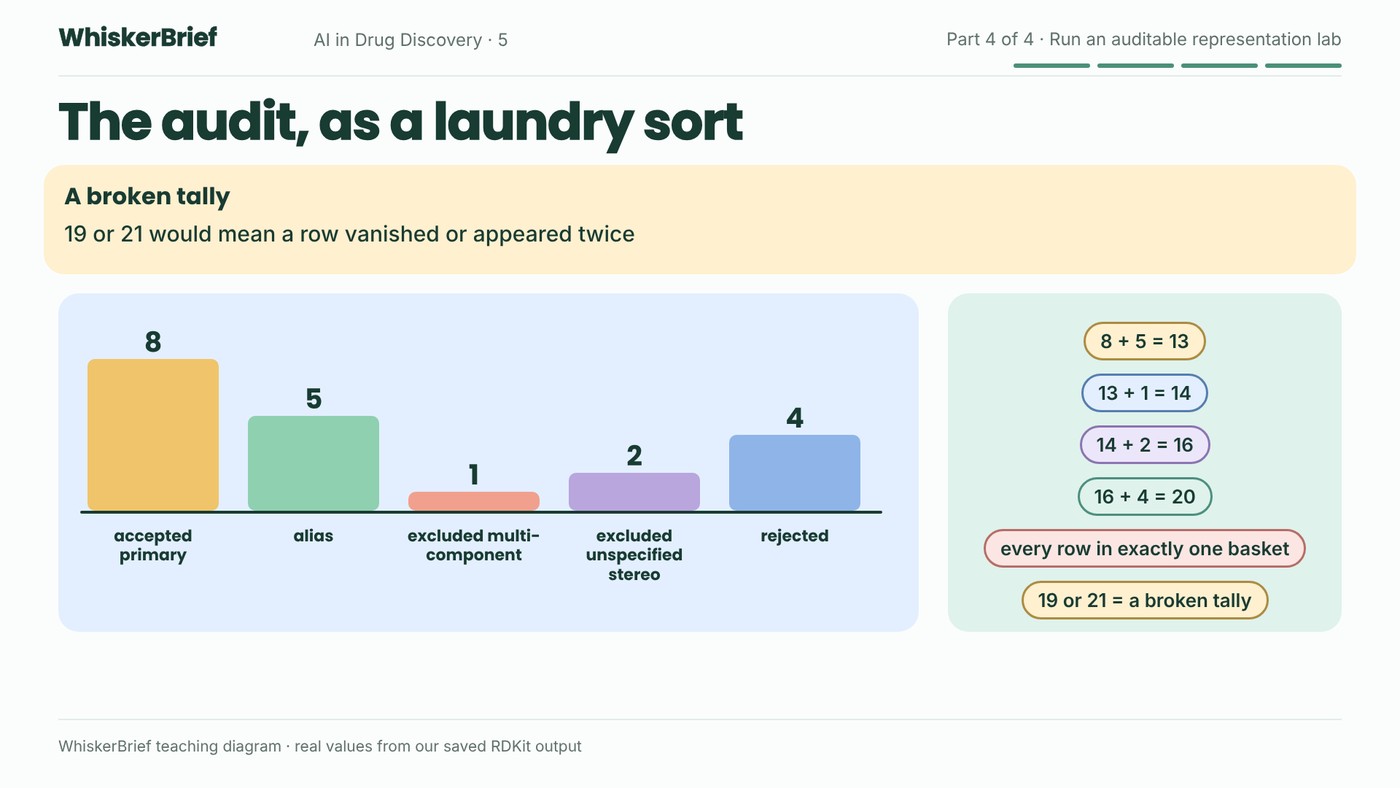 WhiskerBrief
AI in Drug Discovery · 5
Part 4 of 4 · Run an auditable representation lab
The audit, as a laundry sort
A broken tally
19 or 21 would mean a row vanished or appeared twice
8
5
1
2
4
accepted
primary
alias
excluded multi-
component
excluded
unspecified
stereo
rejected
8 + 5 = 13
13 + 1 = 14
14 + 2 = 16
16 + 4 = 20
every row in exactly one basket
19 or 21 = a broken tally
WhiskerBrief teaching diagram · real values from our saved RDKit output